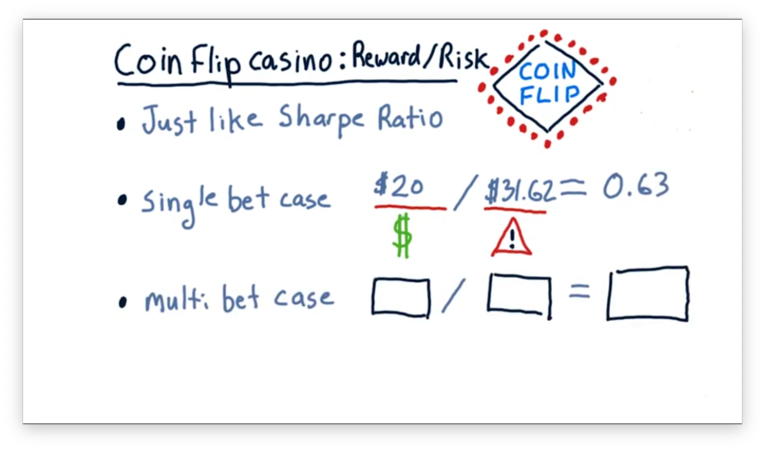 Coin Flip casino: Reward/Risk
COIN
FLIP
• Just like Sharpe Ratio
• single bet case $20 / $31.62 = 0.63
$ !
• multi bet case / =